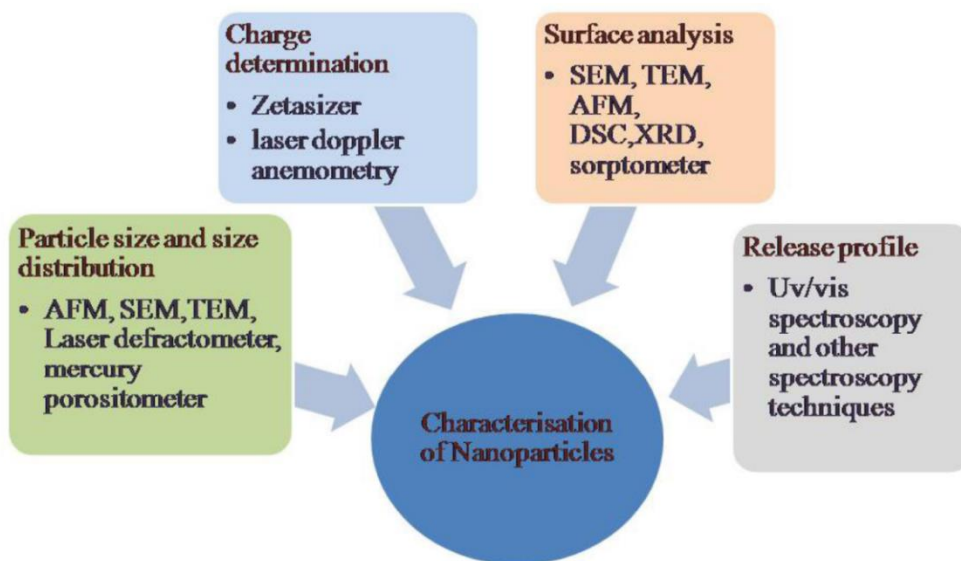 Charge
determination
• Zetasizer
• laser doppler
anemometry
Surface analysis
• SEM, TEM,
AFM,
DSC,XRD,
sorptometer
Particle size and size
distribution
• AFM, SEM,TEM,
Laser defractometer,
mercury
porositometer
Release profile
• Uv/vis
spectroscopy
and other
spectroscopy
techniques
Characterisation
of Nanoparticles